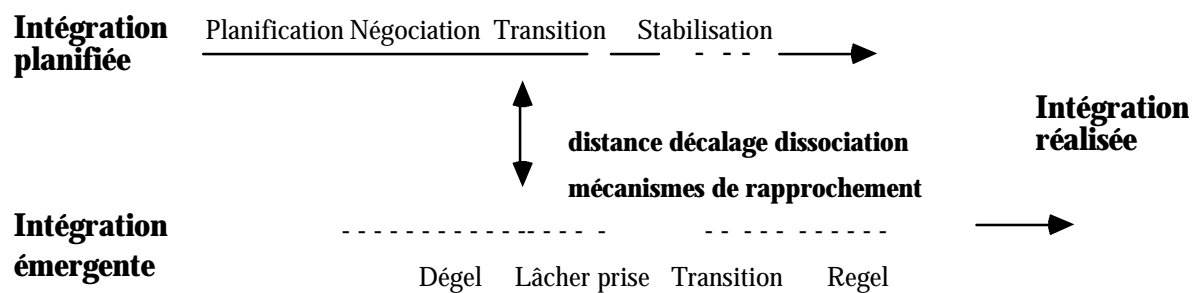 Intégration planifiée
Planification Négociation Transition Stabilisation
Intégration réalisée
distance décalage dissociation
mécanismes de rapprochement
Intégration émergente
Dégel Lâcher prise Transition Regel